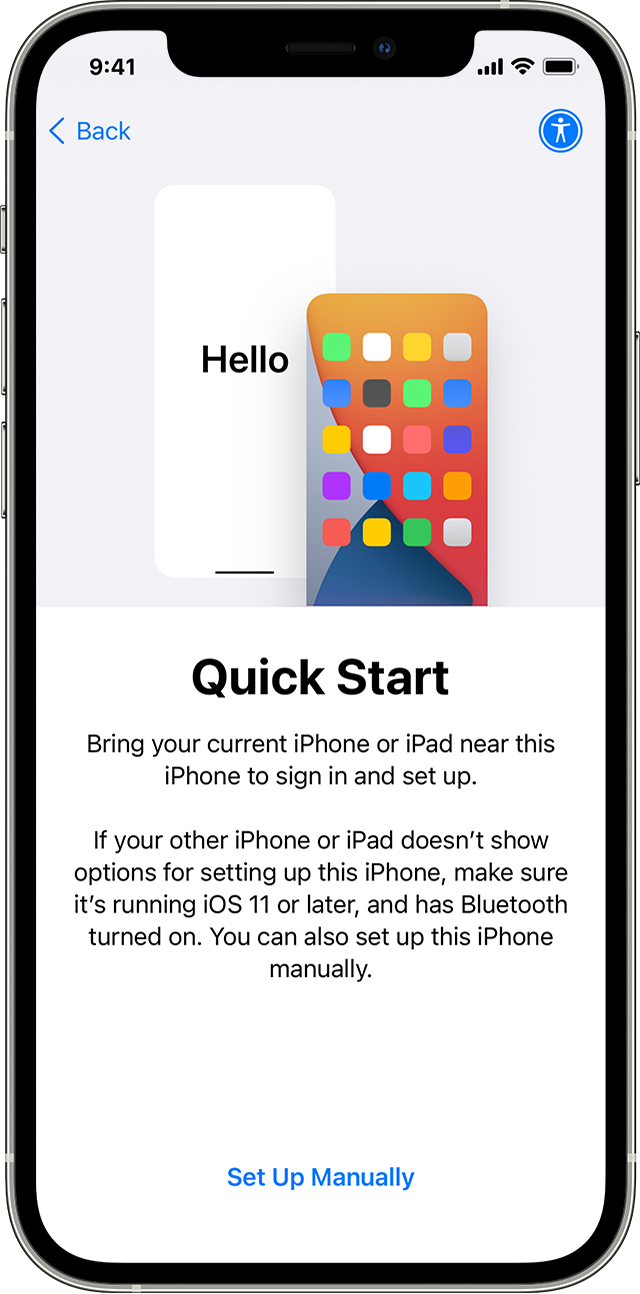 9:41
Back
Hello
Quick Start
Bring your current iPhone or iPad near this
iPhone to sign in and set up.
If your other iPhone or iPad doesn’t show
options for setting up this iPhone, make sure
it’s running iOS 11 or later, and has Bluetooth
turned on. You can also set up this iPhone
manually.
Set Up Manually